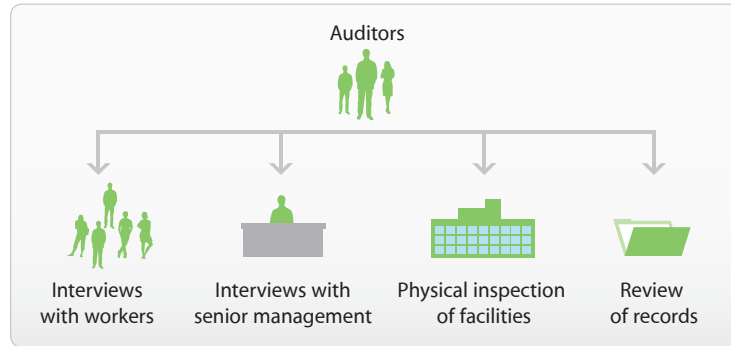 Auditors
Interviews
with workers
Interviews with
senior management
Physical inspection
of facilities
Review
of records